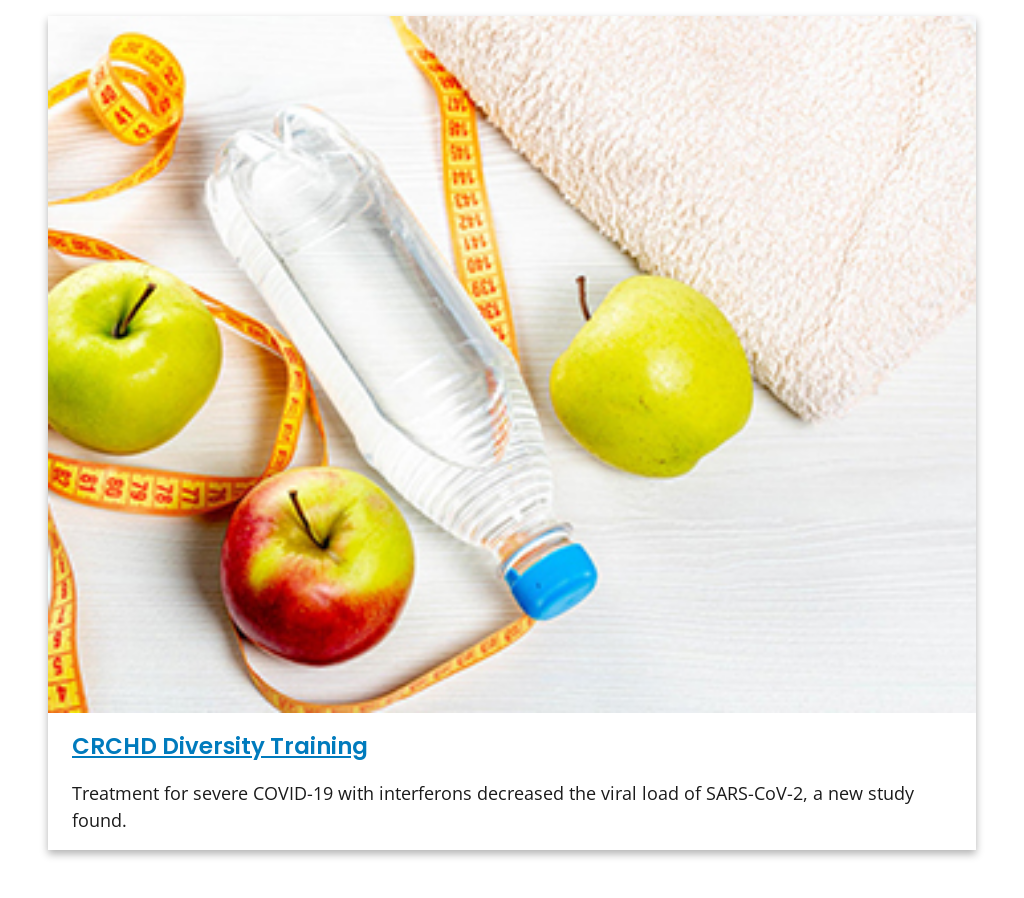 CRCHD Diversity Training
Treatment for severe COVID-19 with interferons decreased the viral load of SARS-CoV-2, a new study
found.